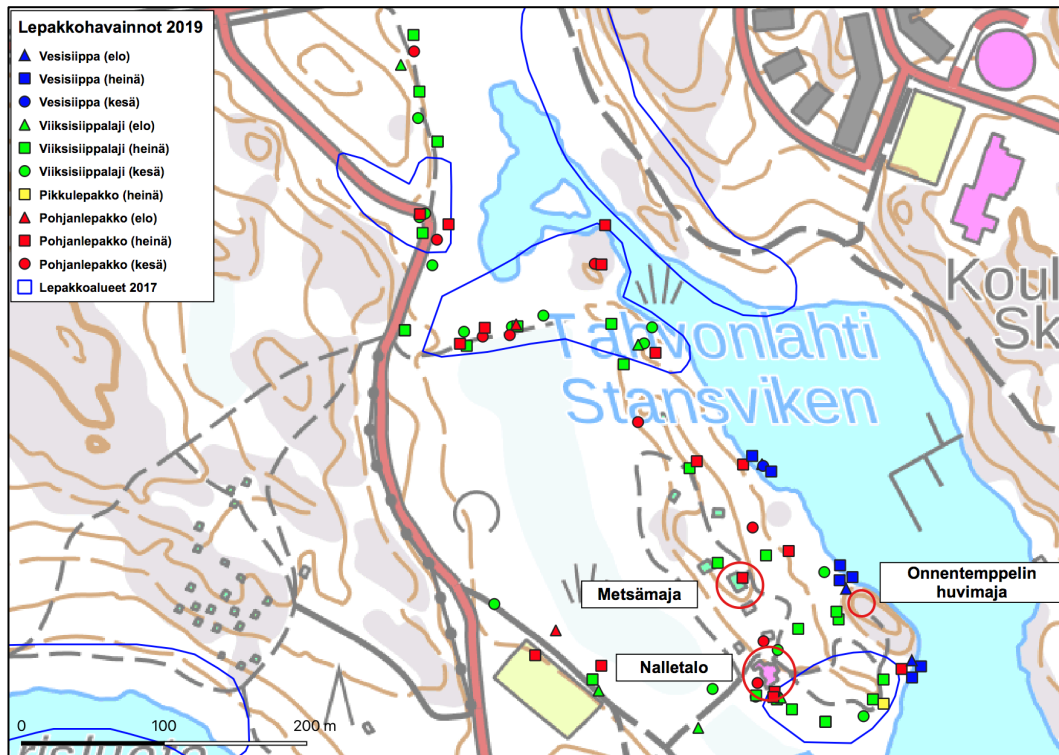 Lepakkohavainnot 2019
Vesisiippa (elo)
Vesisiippa (heinä)
Vesisiippa (kesä)
Viiksisiippalaji (elo)
Viiksisiippalaji (heinä)
Viiksisiippalaji (kesä)
Pikkulepakko (heinä)
Pohjanlepakko (elo)
Pohjanlepakko (heinä)
Pohjanlepakko (kesä)
Lepakkoalueet 2017
Koul
Sk
Tahvonlahti
Stansviken
Onnentemppelin
huvimaja
Metsämaja
Nalletalo
0 100 200 m